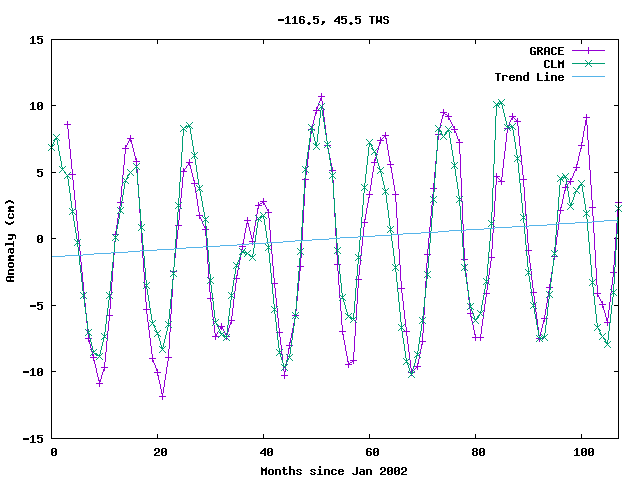 -116.5, 45.5 TWS
GRACE
CLM
Trend Line
15
10
5
0
-5
-10
-15
Anomaly (cm)
0 20 40 60 80 100
Months since Jan 2002